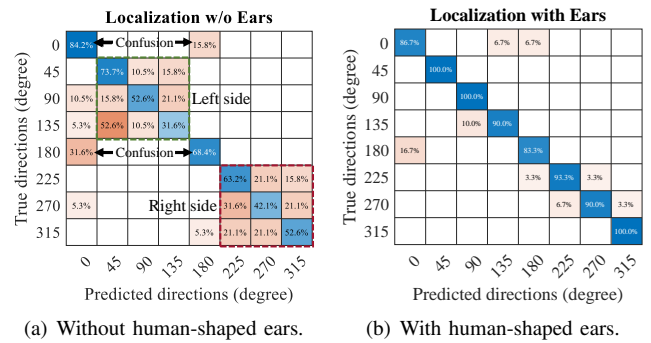 Localization w/o Ears
True directions (degree)
0 84.2% Confusion 15.8%
45 73.7% 10.5% 15.8%
90 10.5% 15.8% 52.6% 21.1% Left side
135 5.3% 52.6% 10.5% 31.6%
180 31.6% Confusion 68.4%
225 63.2% 21.1% 15.8%
270 5.3% Right side 31.6% 42.1% 21.1%
315 5.3% 21.1% 21.1% 52.6%
0 45 90 135 180 225 270 315
Predicted directions (degree)
(a) Without human-shaped ears.
Localization with Ears
True directions (degree)
0 86.7% 6.7% 6.7%
45 100.0%
90 100.0%
135 10.0% 90.0%
180 16.7% 83.3%
225 3.3% 93.3% 3.3%
270 6.7% 90.0% 3.3%
315 100.0%
0 45 90 135 180 225 270 315
Predicted directions (degree)
(b) With human-shaped ears.